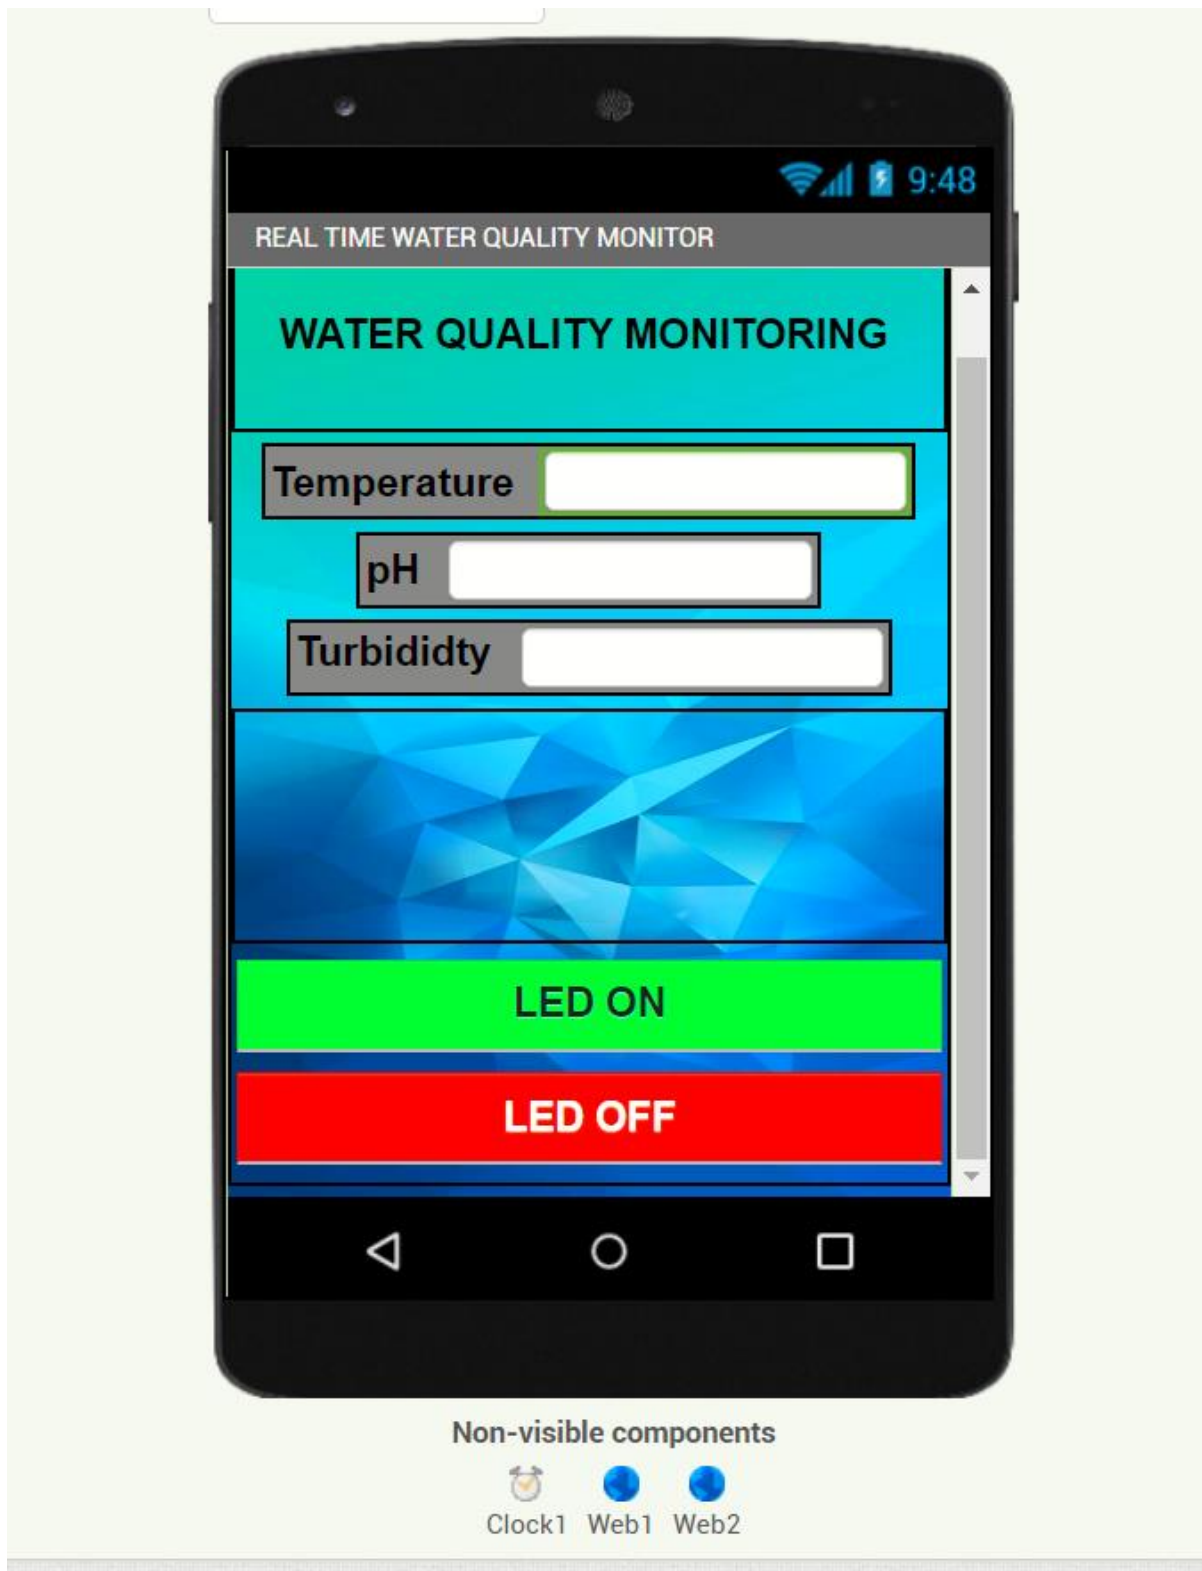 9:48
REAL TIME WATER QUALITY MONITOR
WATER QUALITY MONITORING
Temperature
pH
Turbididty
LED ON
LED OFF
Non-visible components
Clock1 Web1 Web2